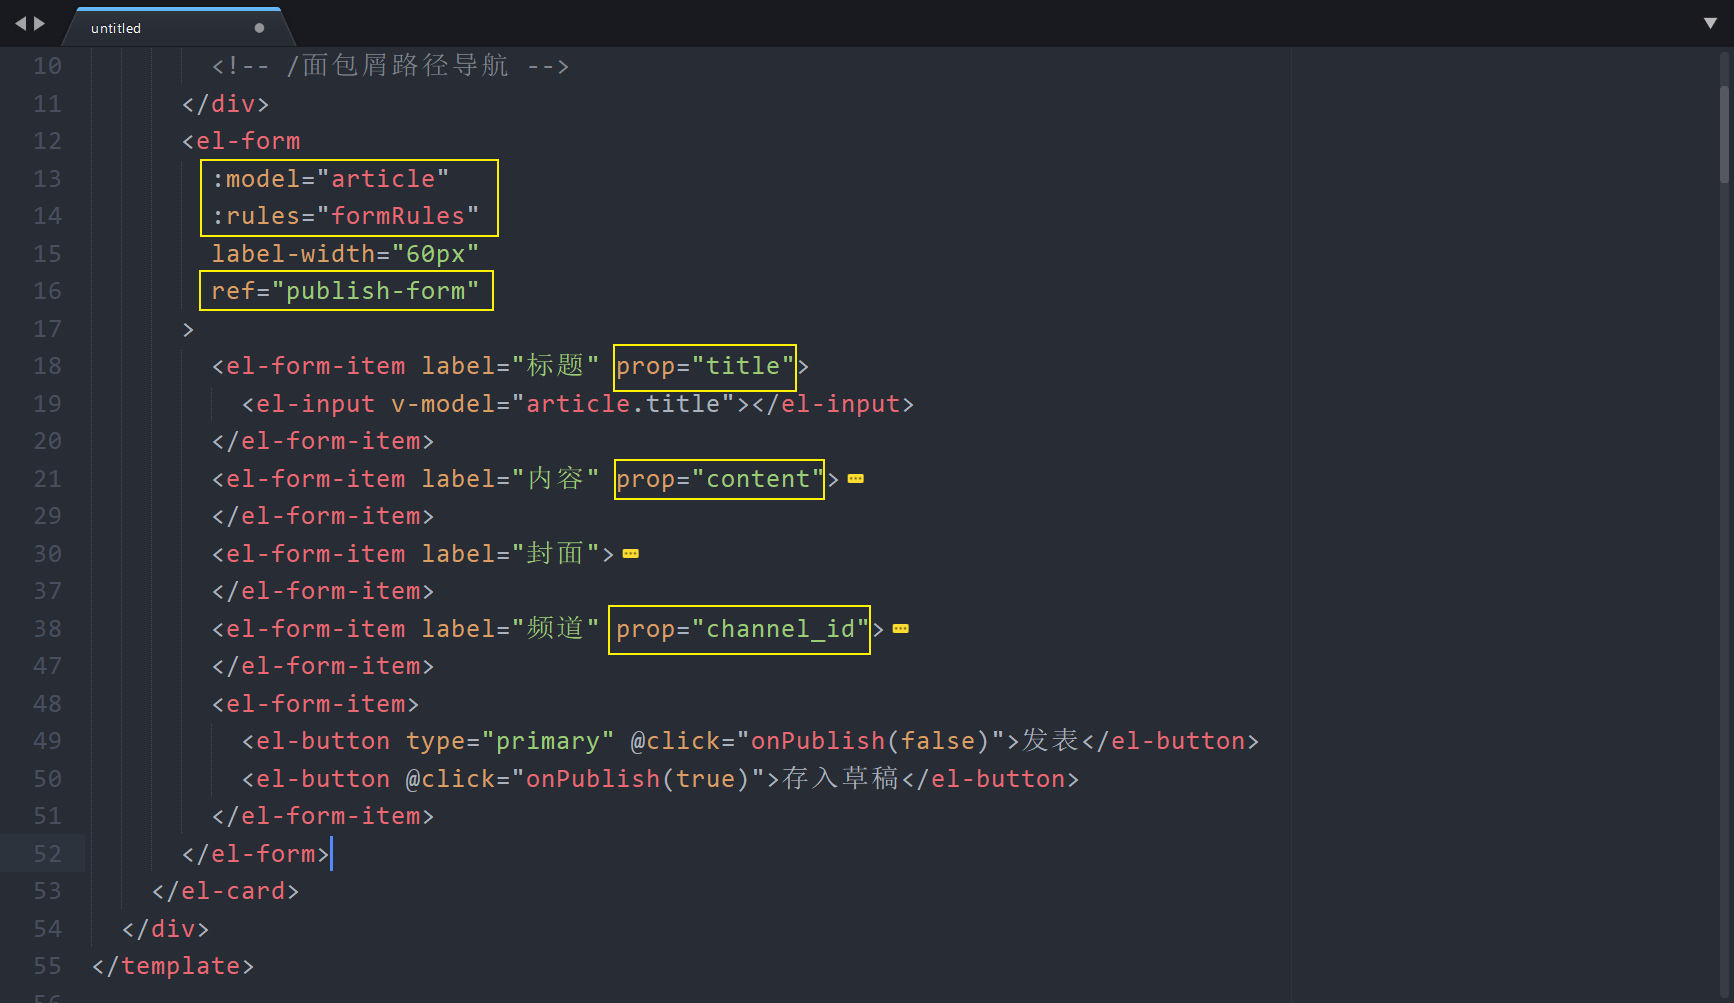 untitled
10 <!-- /面包屑路径导航 -->
11 </div>
12 <el-form
13 :model="article"
14 :rules="formRules"
15 label-width="60px"
16 ref="publish-form"
17 >
18 <el-form-item label="标题" prop="title">
19 <el-input v-model="article.title"></el-input>
20 </el-form-item>
21 <el-form-item label="内容" prop="content">
29 </el-form-item>
30 <el-form-item label="封面">
37 </el-form-item>
38 <el-form-item label="频道" prop="channel_id">
47 </el-form-item>
48 <el-form-item>
49 <el-button type="primary" @click="onPublish(false)">发表</el-button>
50 <el-button @click="onPublish(true)">存入草稿</el-button>
51 </el-form-item>
52 </el-form>
53 </el-card>
54 </div>
55 </template>
56